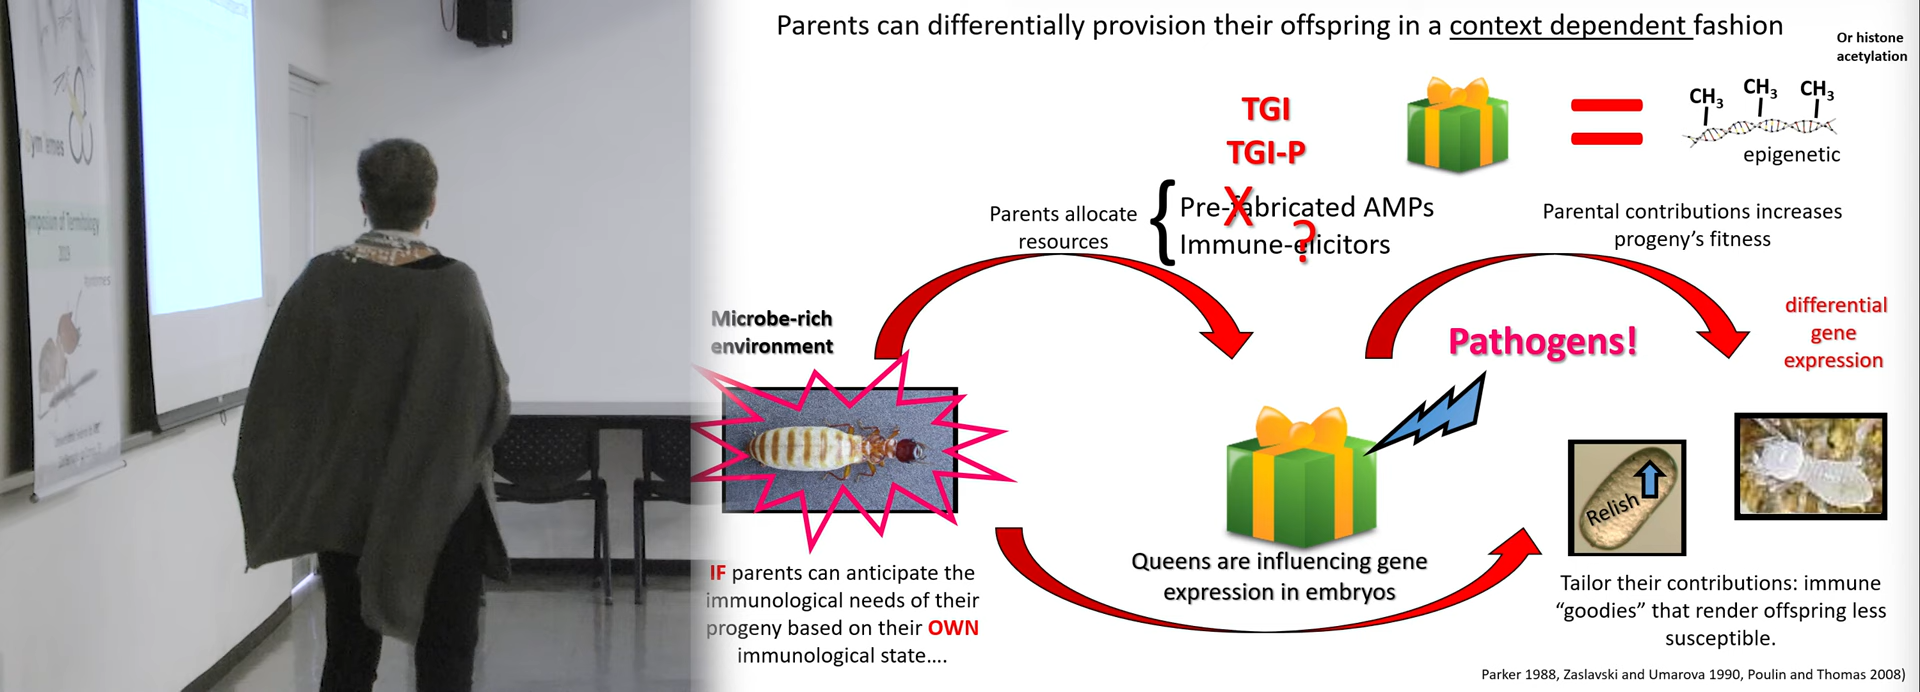 Parents can differentially provision their offspring in a context dependent fashion
Or histone
acetylation
TGI
TGI-P
CH3 CH3 CH3
epigenetic
Parents allocate
resources
{ Pre-fabricated AMPs
Immune-elicitors
X
?
Parental contributions increases
progeny's fitness
Microbe-rich
environment
Pathogens!
differential
gene
expression
Relish
Queens are influencing gene
expression in embryos
IF parents can anticipate the
immunological needs of their
progeny based on their OWN
immunological state....
Tailor their contributions: immune
"goodies" that render offspring less
susceptible.
Parker 1988, Zaslavski and Umarova 1990, Poulin and Thomas 2008)
ymposium of Termitology
2019